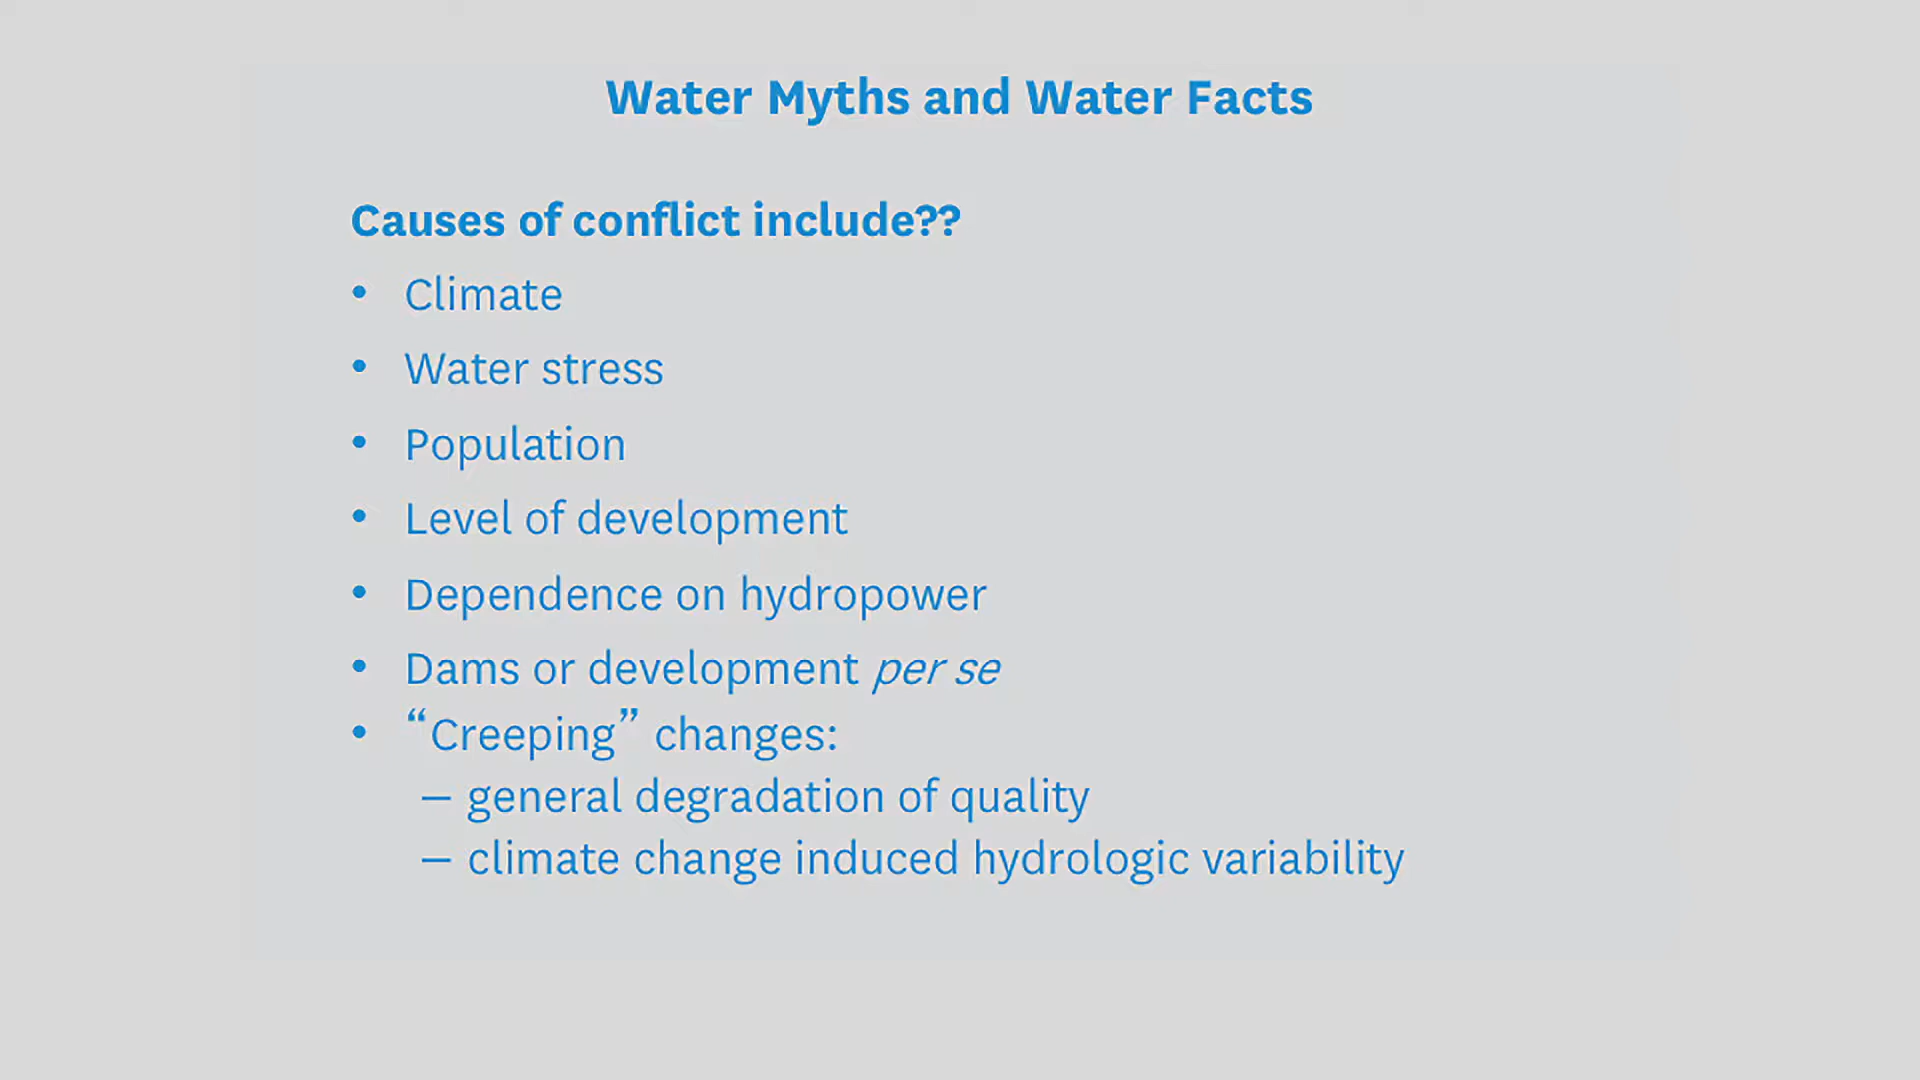 Water Myths and Water Facts
Causes of conflict include??
• Climate
• Water stress
• Population
• Level of development
• Dependence on hydropower
• Dams or development per se
• “Creeping” changes:
– general degradation of quality
– climate change induced hydrologic variability